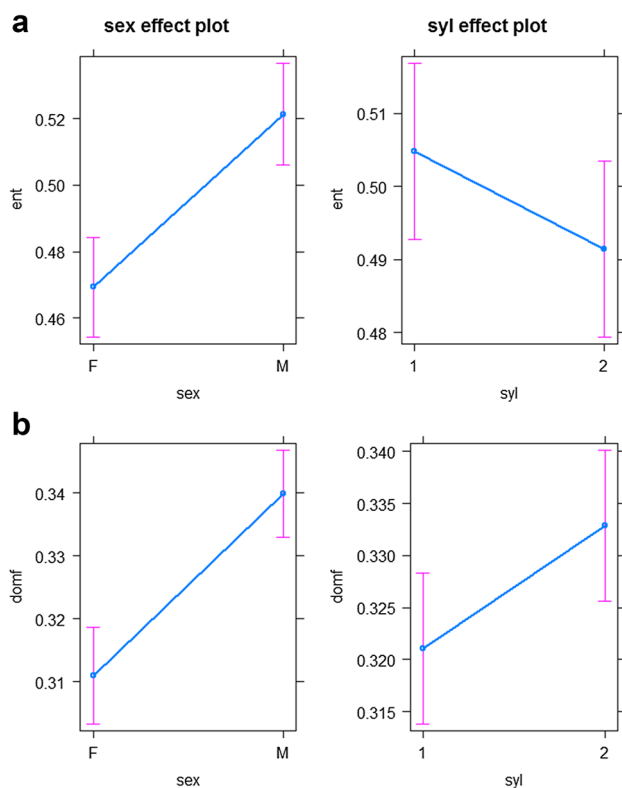 a
sex effect plot
syl effect plot
ent
0.52
0.50
0.48
0.46
F
M
sex
ent
0.51
0.50
0.49
0.48
1
2
syl
b
domf
0.34
0.33
0.32
0.31
F
M
sex
domf
0.340
0.335
0.330
0.325
0.320
0.315
1
2
syl